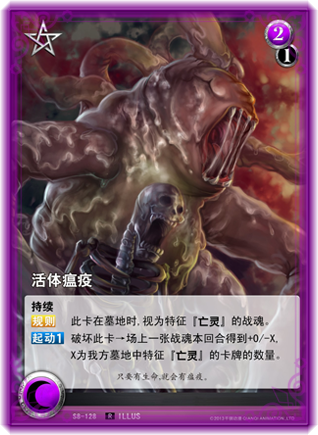 2
1
活体瘟疫
持续
规则 此卡在墓地时,视为特征『亡灵』的战魂。
起动1 破坏此卡→场上一张战魂本回合得到+0/-X,
X为我方墓地中特征『亡灵』的卡牌的数量。
只要有生命,就会有瘟疫。
S6-128 R ILLUS